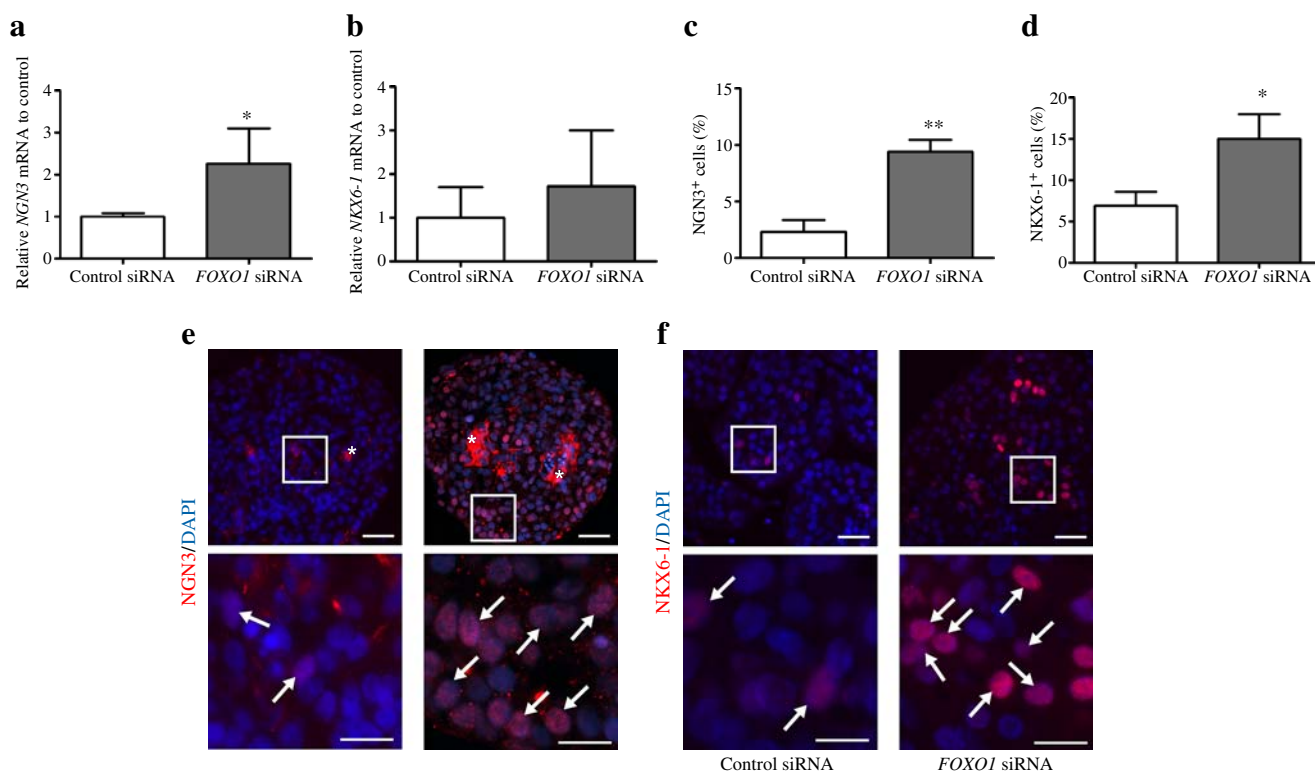 a
Relative NGN3 mRNA to control
4
3
2
1
0
*
Control siRNA
FOXO1 siRNA
b
Relative NKX6-1 mRNA to control
4
3
2
1
0
Control siRNA
FOXO1 siRNA
c
NGN3+ cells (%)
15
10
5
0
**
Control siRNA
FOXO1 siRNA
d
NKX6-1+ cells (%)
20
15
10
5
0
*
Control siRNA
FOXO1 siRNA
e
NGN3/DAPI
*
*
*
f
NKX6-1/DAPI
Control siRNA
FOXO1 siRNA